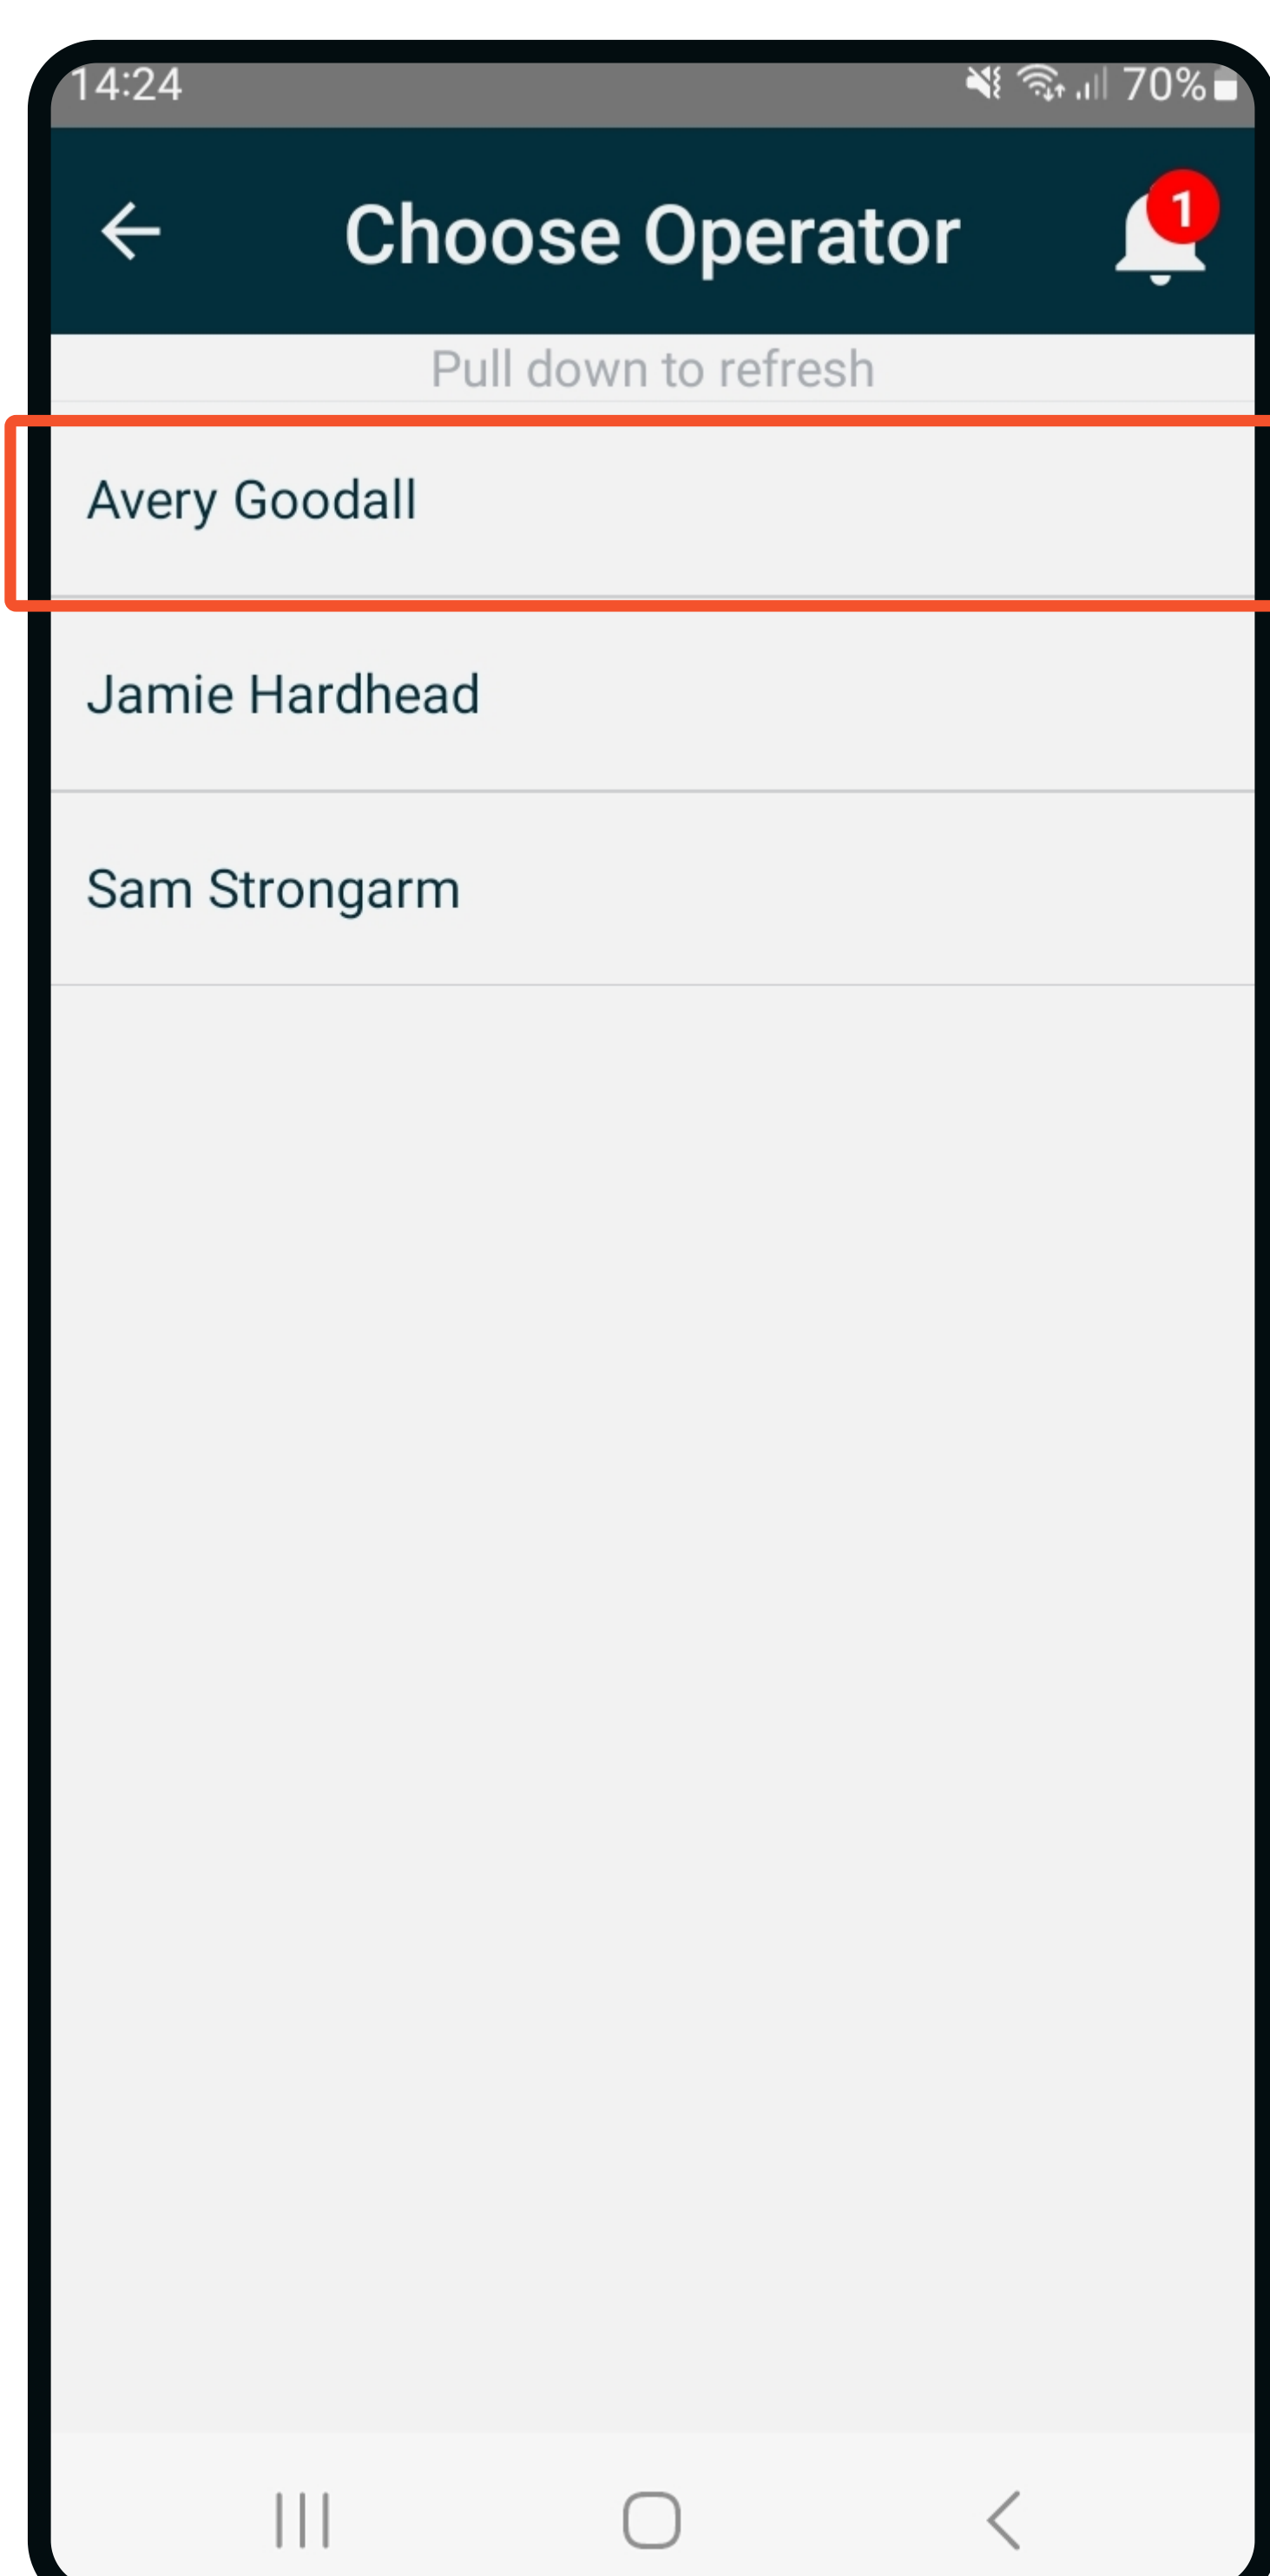 14:24 70%
Choose Operator 1
Pull down to refresh
Avery Goodall
Jamie Hardhead
Sam Strongarm